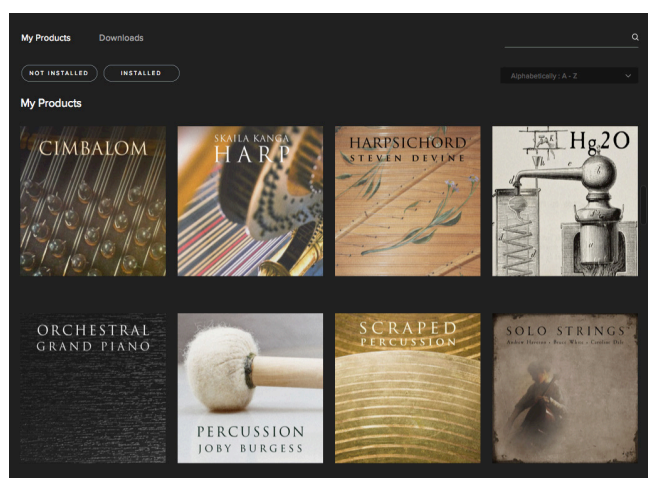 My Products Downloads
NOT INSTALLED INSTALLED
Alphabetically : A - Z
My Products
CIMBALOM
SKAILA KANGA
HARP
HARPSICHORD
STEVEN DEVINE
Hg2O
ORCHESTRAL
GRAND PIANO
PERCUSSION
JOBY BURGESS
SCRAPED
PERCUSSION
SOLO STRINGS